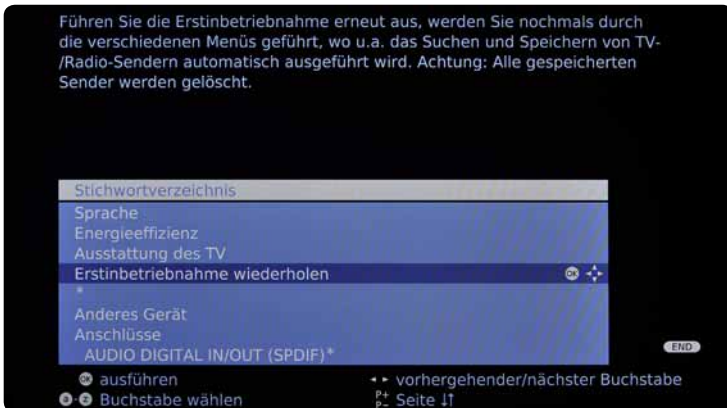 Führen Sie die Erstinbetriebnahme erneut aus, werden Sie nochmals durch
die verschiedenen Menüs geführt, wo u.a. das Suchen und Speichern von TV-
/Radio-Sendern automatisch ausgeführt wird. Achtung: Alle gespeicherten
Sender werden gelöscht.
Stichwortverzeichnis
Sprache
Energieeffizienz
Ausstattung des TV
Erstinbetriebnahme wiederholen OK
*
Anderes Gerät
Anschlüsse
AUDIO DIGITAL IN/OUT (SPDIF)*
END
OK ausführen ◂ ▸ vorhergehender/nächster Buchstabe
a-z Buchstabe wählen P+ P− Seite ↓↑